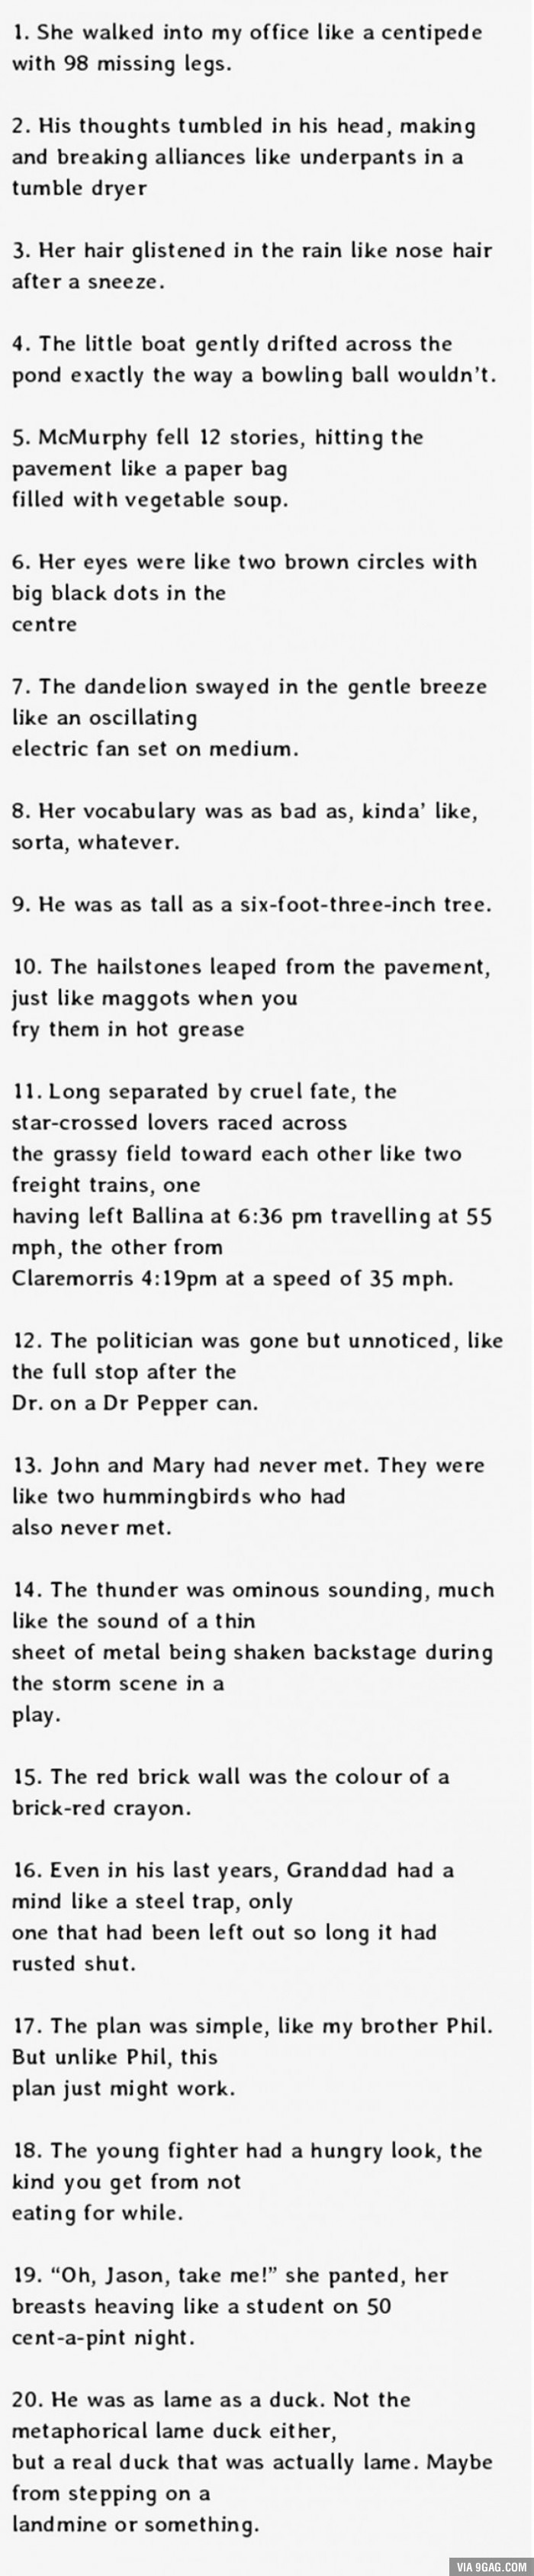 1. She walked into my office like a centipede
with 98 missing legs.
2. His thoughts tumbled in his head, making
and breaking alliances like underpants in a
tumble dryer
3. Her hair glistened in the rain like nose hair
after a sneeze.
4. The little boat gently drifted across the
pond exactly the way a bowling ball wouldn't.
5. McMurphy fell 12 stories, hitting the
pavement like a paper bag
filled with vegetable soup.
6. Her eyes were like two brown circles with
big black dots in the
centre
7. The dandelion swayed in the gentle breeze
like an oscillating
electric fan set on medium.
8. Her vocabulary was as bad as, kinda' like,
sorta, whatever.
9. He was as tall as a six-foot-three-inch tree.
10. The hailstones leaped from the pavement,
just like maggots when you
fry them in hot grease
11. Long separated by cruel fate, the
star-crossed lovers raced across
the grassy field toward each other like two
freight trains, one
having left Ballina at 6:36 pm travelling at 55
mph, the other from
Claremorris 4:19pm at a speed of 35 mph.
12. The politician was gone but unnoticed, like
the full stop after the
Dr. on a Dr Pepper can.
13. John and Mary had never met. They were
like two hummingbirds who had
also never met.
14. The thunder was ominous sounding, much
like the sound of a thin
sheet of metal being shaken backstage during
the storm scene in a
play.
15. The red brick wall was the colour of a
brick-red crayon.
16. Even in his last years, Granddad had a
mind like a steel trap, only
one that had been left out so long it had
rusted shut.
17. The plan was simple, like my brother Phil.
But unlike Phil, this
plan just might work.
18. The young fighter had a hungry look, the
kind you get from not
eating for while.
19. “Oh, Jason, take me!” she panted, her
breasts heaving like a student on 50
cent-a-pint night.
20. He was as lame as a duck. Not the
metaphorical lame duck either,
but a real duck that was actually lame. Maybe
from stepping on a
landmine or something.
VIA 9GAG.COM